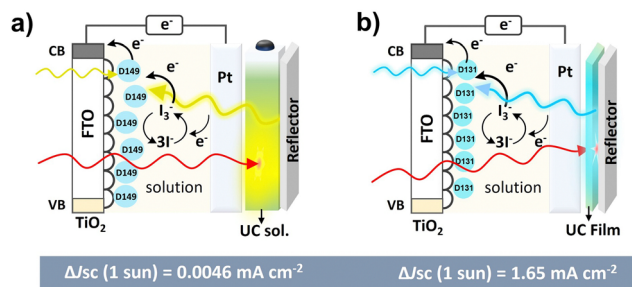 a)
e-
CB
e-
D149
e-
Pt
D149
FTO
I3-
D149
3I-
e-
D149
D149
solution
D149
Reflector
VB
TiO2
UC sol.
b)
e-
CB
e-
D131
e-
Pt
D131
FTO
I3-
D131
3I-
e-
D131
D131
solution
D131
Reflector
VB
TiO2
UC Film
ΔJsc (1 sun) = 0.0046 mA cm-2
ΔJsc (1 sun) = 1.65 mA cm-2